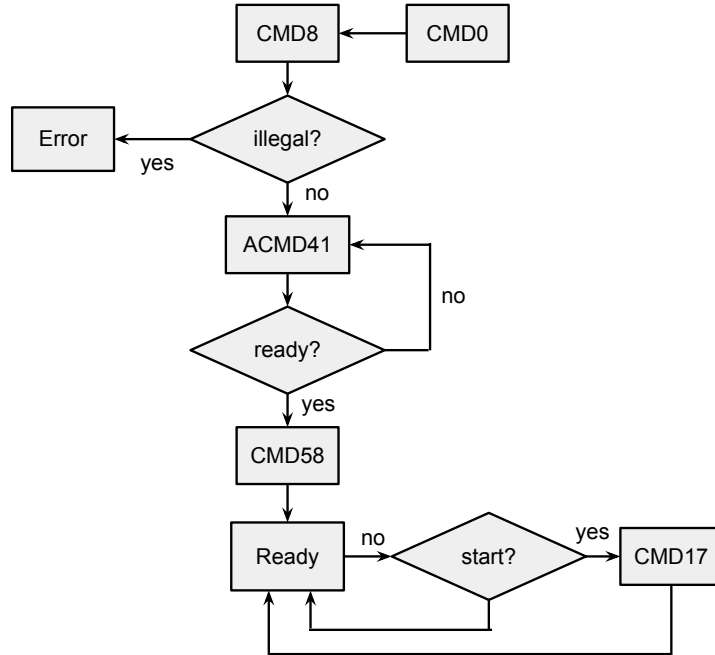 CMD8
CMD0
Error
illegal?
yes
no
ACMD41
no
ready?
yes
CMD58
no
yes
Ready
start?
CMD17